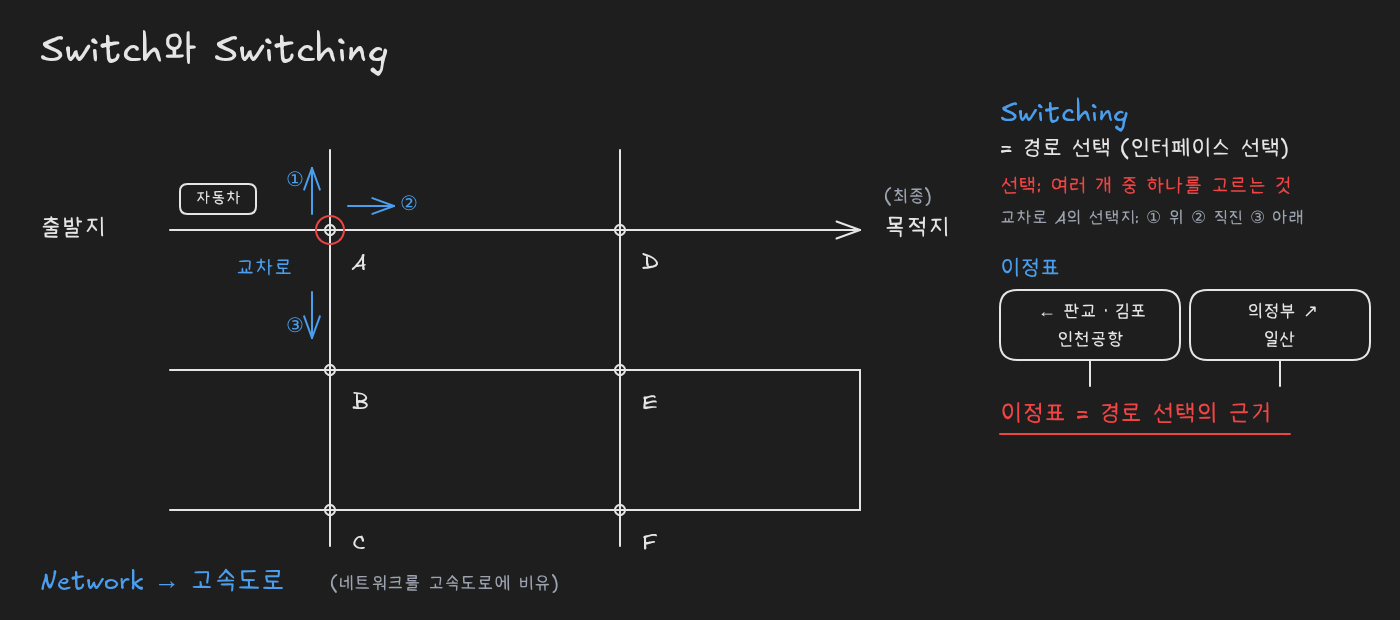 Switch와 Switching
자동차
①
②
출발지
(최종)
목적지
교차로
A
D
③
B
E
C
F
Network → 고속도로
(네트워크를 고속도로에 비유)
Switching
= 경로 선택 (인터페이스 선택)
선택: 여러 개 중 하나를 고르는 것
교차로 A의 선택지: ① 위 ② 직진 ③ 아래
이정표
← 판교 · 김포
인천공항
의정부 ↗
일산
이정표 = 경로 선택의 근거